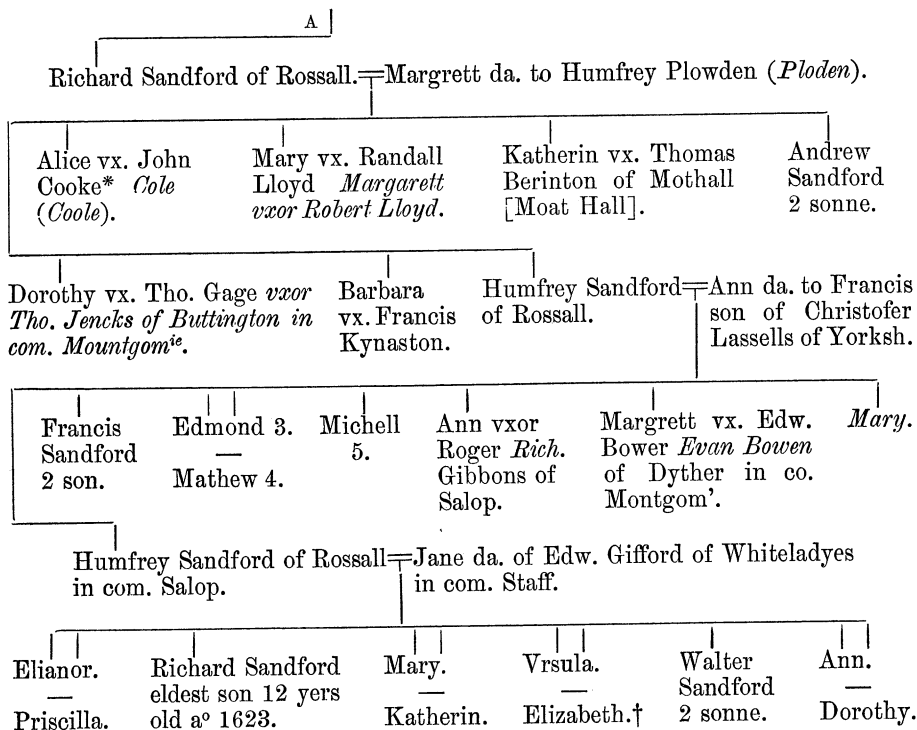 A
Richard Sandford of Rossall.=Margrett da. to Humfrey Plowden (Ploden).
Alice vx. John
Cooke* Cole
(Coole).
Mary vx. Randall
Lloyd Margarett
vxor Robert Lloyd.
Katherin vx. Thomas
Berinton of Mothall
[Moat Hall].
Andrew
Sandford
2 sonne.
Dorothy vx. Tho. Gage vxor
Tho. Jencks of Buttington in
com. Mountgomie.
Barbara
vx. Francis
Kynaston.
Humfrey Sandford
of Rossall.
=Ann da. to Francis
son of Christofer
Lassells of Yorksh.
Francis
Sandford
2 son.
Edmond 3.
—
Mathew 4.
Michell
5.
Ann vxor
Roger Rich.
Gibbons of
Salop.
Margrett vx. Edw.
Bower Evan Bowen
of Dyther in co.
Montgom'.
Mary.
Humfrey Sandford of Rossall
in com. Salop.
=Jane da. of Edw. Gifford of Whiteladyes
in com. Staff.
Elianor.
—
Priscilla.
Richard Sandford
eldest son 12 yers
old aº 1623.
Mary.
—
Katherin.
Vrsula.
—
Elizabeth.†
Walter
Sandford
2 sonne.
Ann.
—
Dorothy.